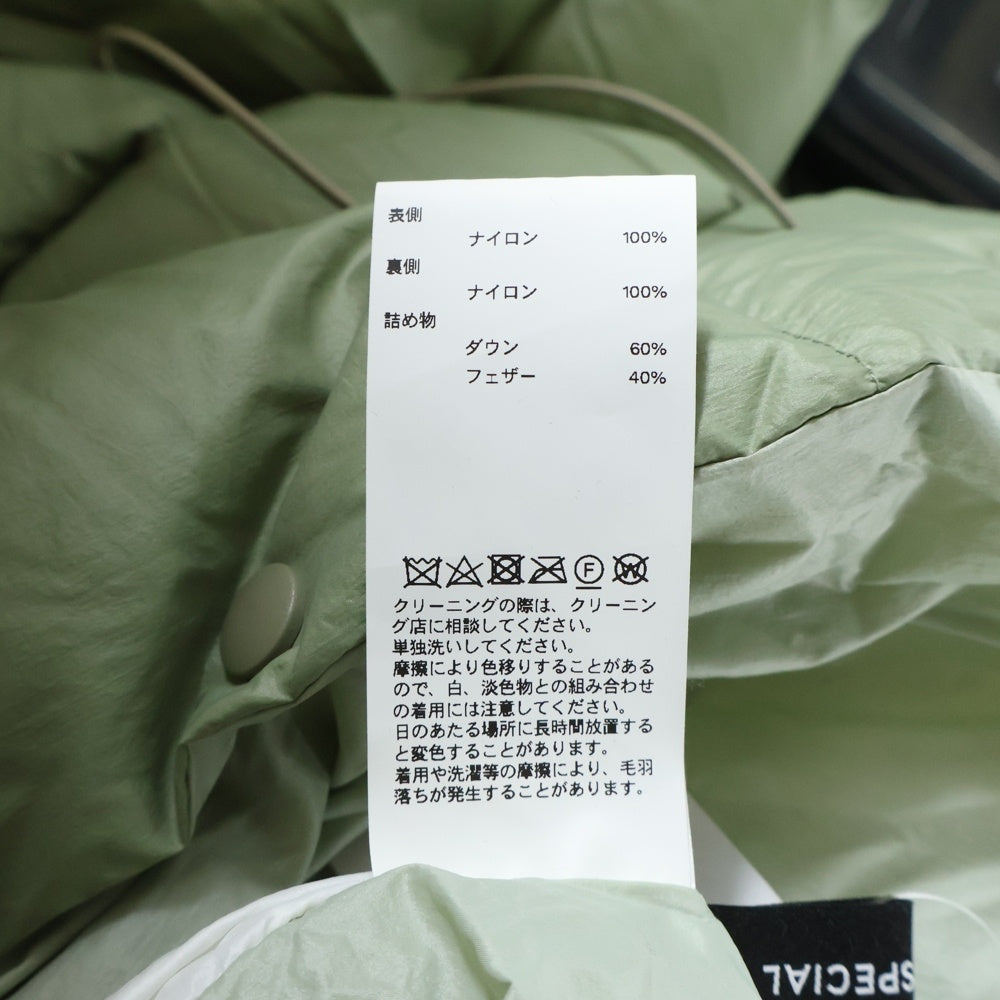 表側
ナイロン 100%
裏側
ナイロン 100%
詰め物
ダウン 60%
フェザー 40%
F W
クリーニングの際は、クリーニン
グ店に相談してください。
単独洗いしてください。
摩擦により色移りすることがある
ので、白、淡色物との組み合わせ
の着用には注意してください。
日のあたる場所に長時間放置する
と変色することがあります。
着用や洗濯等の摩擦により、毛羽
落ちが発生することがあります。
SPECIAL